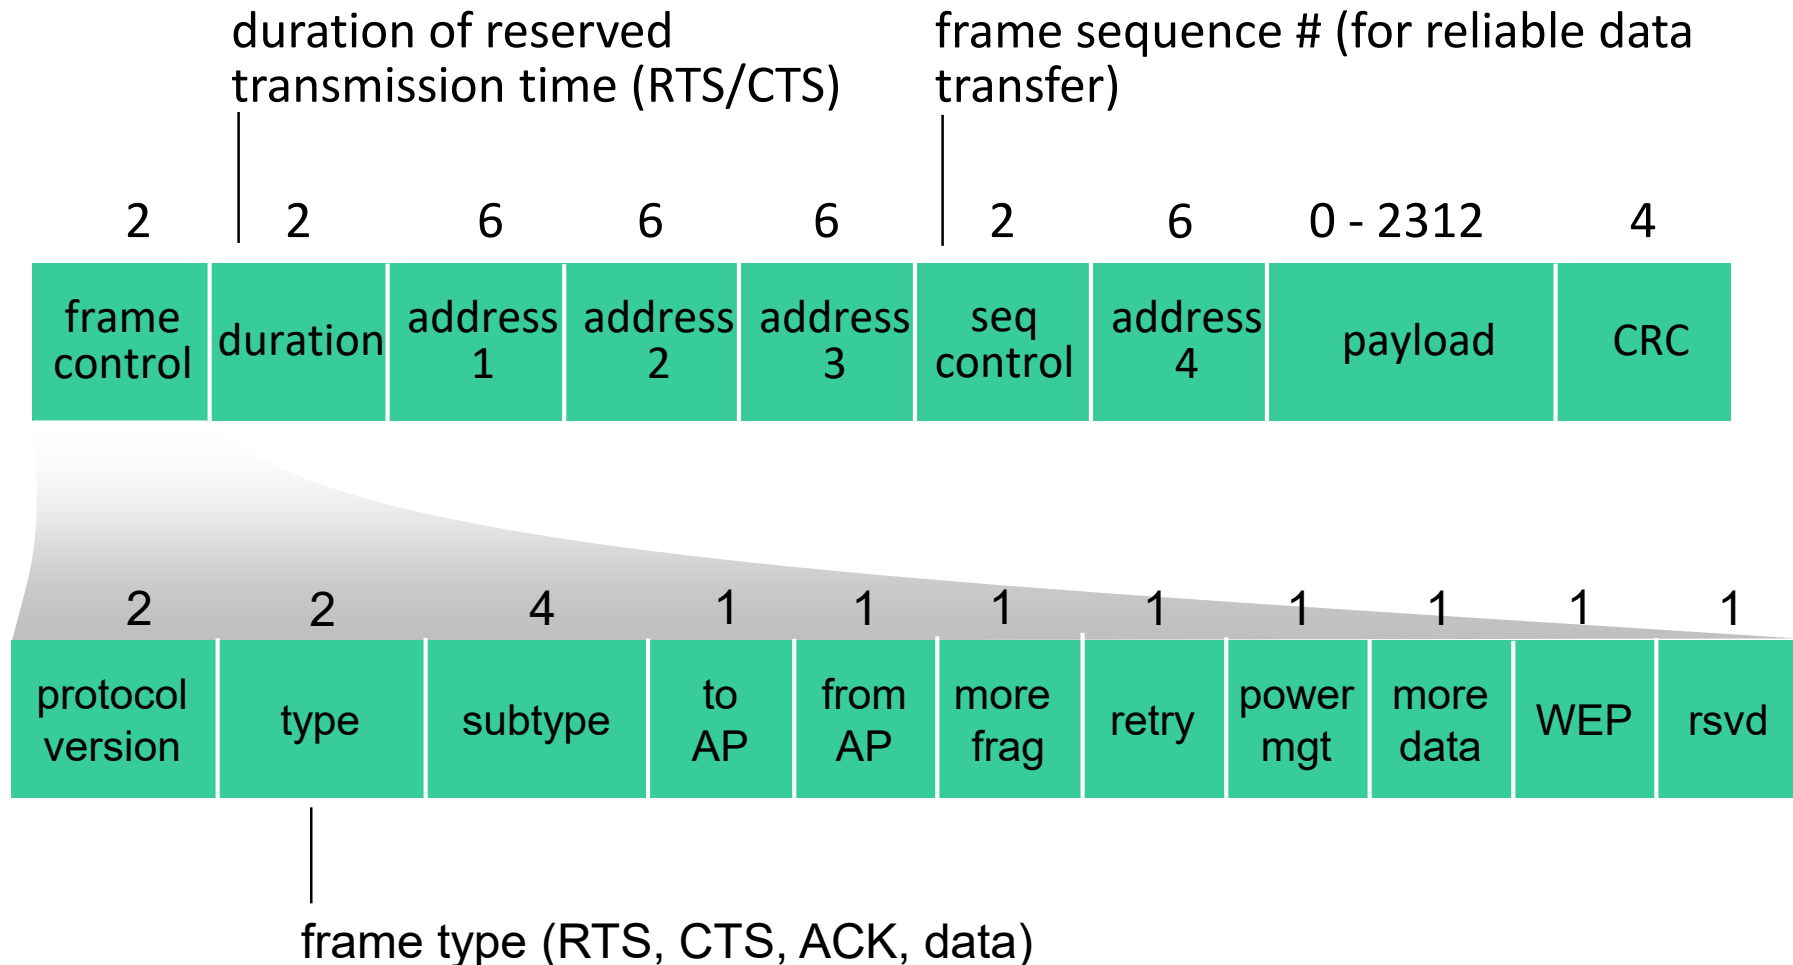 duration of reserved
transmission time (RTS/CTS)
frame sequence # (for reliable data
transfer)
2 2 6 6 6 2 6 0 - 2312 4
frame
control
duration
address
1
address
2
address
3
seq
control
address
4
payload
CRC
2 2 4 1 1 1 1 1 1 1 1
protocol
version
type
subtype
to
AP
from
AP
more
frag
retry
power
mgt
more
data
WEP
rsvd
frame type (RTS, CTS, ACK, data)